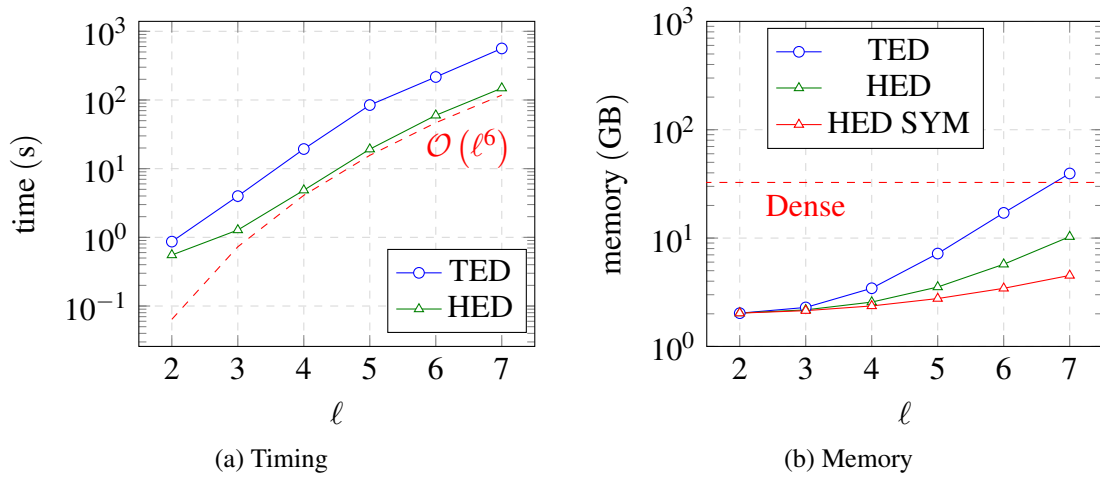 time (s)
10^3
10^2
10^1
10^0
10^−1
O (ℓ^6)
TED
HED
2 3 4 5 6 7
ℓ
(a) Timing
memory (GB)
10^3
10^2
10^1
10^0
TED
HED
HED SYM
Dense
2 3 4 5 6 7
ℓ
(b) Memory